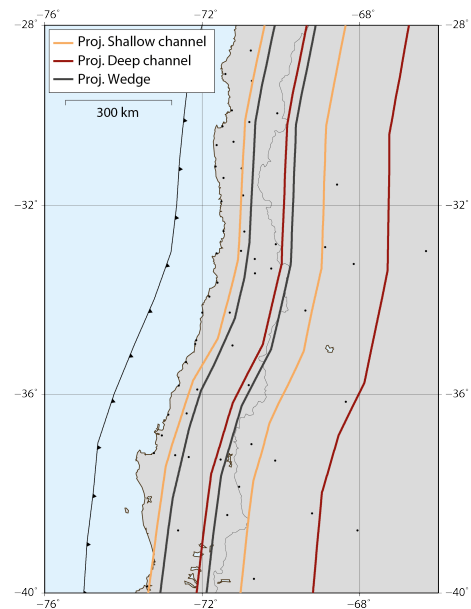 −76˚ −72˚ −68˚
−28˚ −28˚
Proj. Shallow channel
Proj. Deep channel
Proj. Wedge
300 km
−32˚ −32˚
−36˚ −36˚
−40˚ −40˚
−76˚ −72˚ −68˚